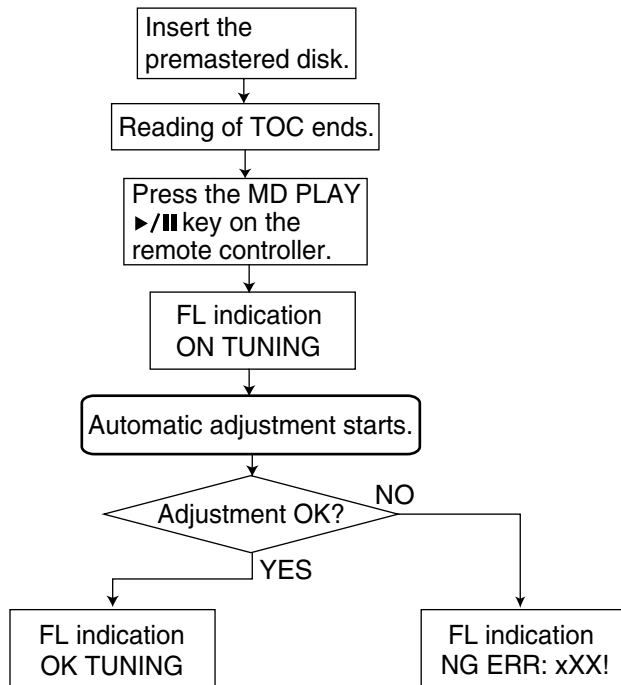 Insert the
premastered disk.
Reading of TOC ends.
Press the MD PLAY
►/II key on the
remote controller.
FL indication
ON TUNING
Automatic adjustment starts.
Adjustment OK?
NO
YES
FL indication
OK TUNING
FL indication
NG ERR: xXX!